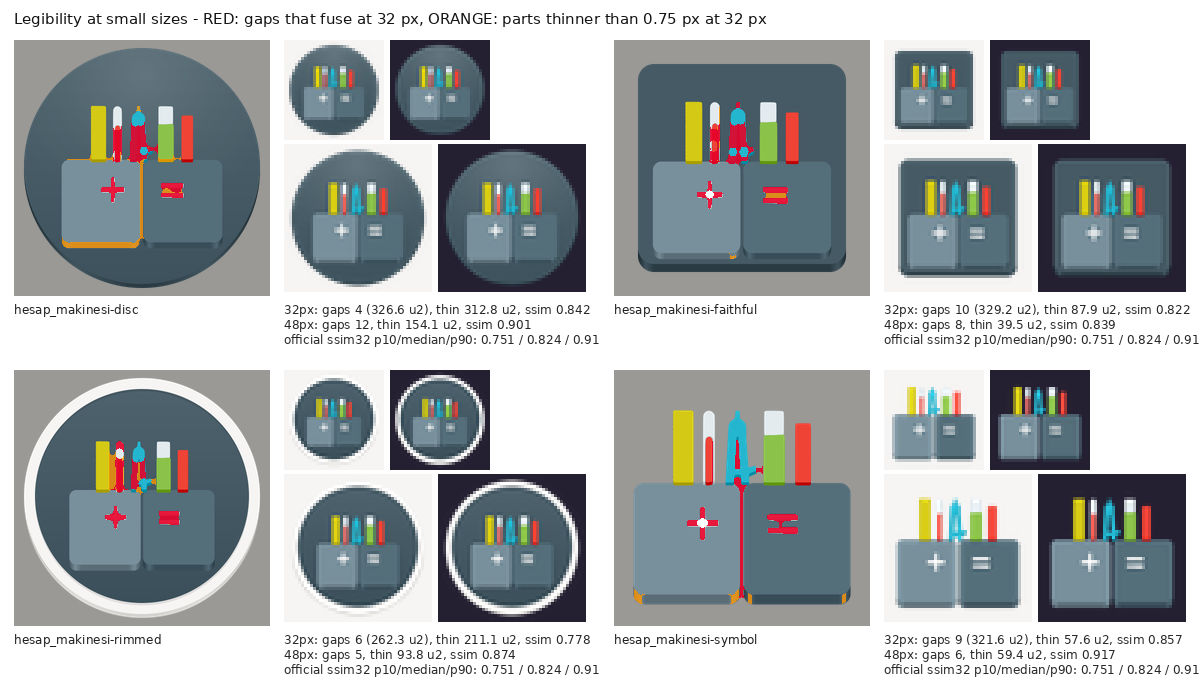 Legibility at small sizes - RED: gaps that fuse at 32 px, ORANGE: parts thinner than 0.75 px at 32 px
hesap_makinesi-disc
32px: gaps 4 (326.6 u2), thin 312.8 u2, ssim 0.842
48px: gaps 12, thin 154.1 u2, ssim 0.901
official ssim32 p10/median/p90: 0.751 / 0.824 / 0.91
hesap_makinesi-faithful
32px: gaps 10 (329.2 u2), thin 87.9 u2, ssim 0.822
48px: gaps 8, thin 39.5 u2, ssim 0.839
official ssim32 p10/median/p90: 0.751 / 0.824 / 0.91
hesap_makinesi-rimmed
32px: gaps 6 (262.3 u2), thin 211.1 u2, ssim 0.778
48px: gaps 5, thin 93.8 u2, ssim 0.874
official ssim32 p10/median/p90: 0.751 / 0.824 / 0.91
hesap_makinesi-symbol
32px: gaps 9 (321.6 u2), thin 57.6 u2, ssim 0.857
48px: gaps 6, thin 59.4 u2, ssim 0.917
official ssim32 p10/median/p90: 0.751 / 0.824 / 0.91